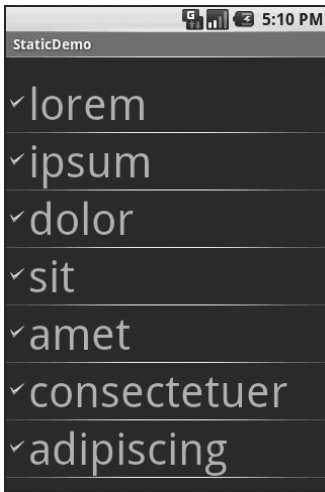 G 5:10 PM
StaticDemo
lorem
ipsum
dolor
sit
amet
consectetuer
adipiscing